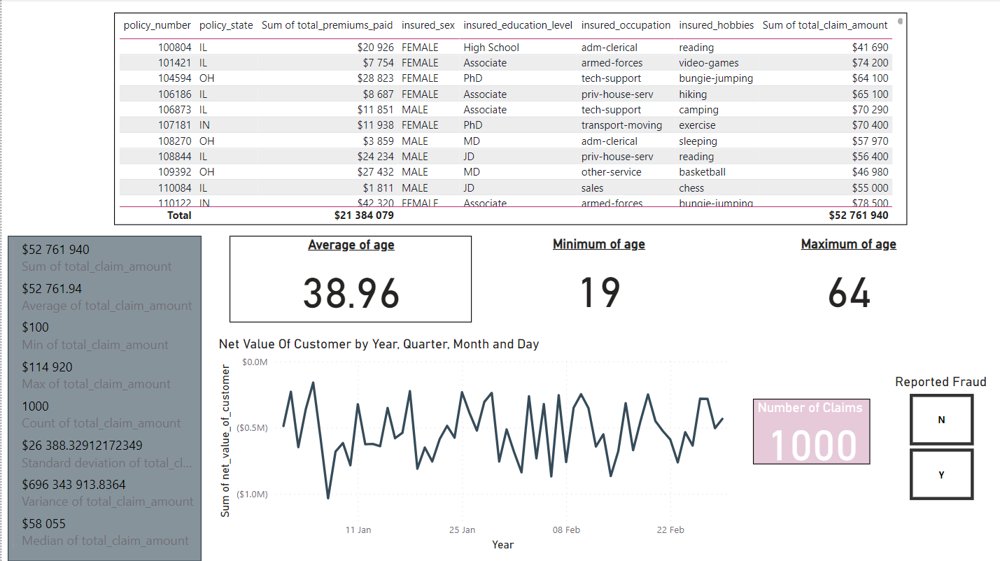 policy_number policy_state Sum of total_premiums_paid insured_sex insured_education_level insured_occupation insured_hobbies Sum of total_claim_amount
100804 IL $20 926 FEMALE High School adm-clerical reading $41 690
101421 IL $7 754 FEMALE Associate armed-forces video-games $74 200
104594 OH $28 823 FEMALE PhD tech-support bungie-jumping $64 100
106186 IL $8 687 FEMALE Associate priv-house-serv hiking $65 100
106873 IL $11 851 MALE Associate tech-support camping $70 290
107181 IN $11 938 FEMALE PhD transport-moving exercise $70 400
108270 OH $3 859 MALE MD adm-clerical sleeping $57 970
108844 IL $24 234 MALE JD priv-house-serv reading $56 400
109392 OH $27 432 MALE MD other-service basketball $46 980
110084 IL $1 811 MALE JD sales chess $55 000
110122 IN $42 320 FEMALE Associate armed-forces bungie-jumping $78 500
Total $21 384 079 $52 761 940
$52 761 940
Sum of total_claim_amount
$52 761.94
Average of total_claim_amount
$100
Min of total_claim_amount
$114 920
Max of total_claim_amount
1000
Count of total_claim_amount
$26 388.32912172349
Standard deviation of total_cl...
$696 343 913.8364
Variance of total_claim_amount
$58 055
Median of total_claim_amount
Average of age
38.96
Minimum of age
19
Maximum of age
64
Net Value Of Customer by Year, Quarter, Month and Day
Sum of net_value_of_customer
$0.0M
($0.5M)
($1.0M)
11 Jan 25 Jan 08 Feb 22 Feb
Year
Number of Claims
1000
Reported Fraud
N
Y